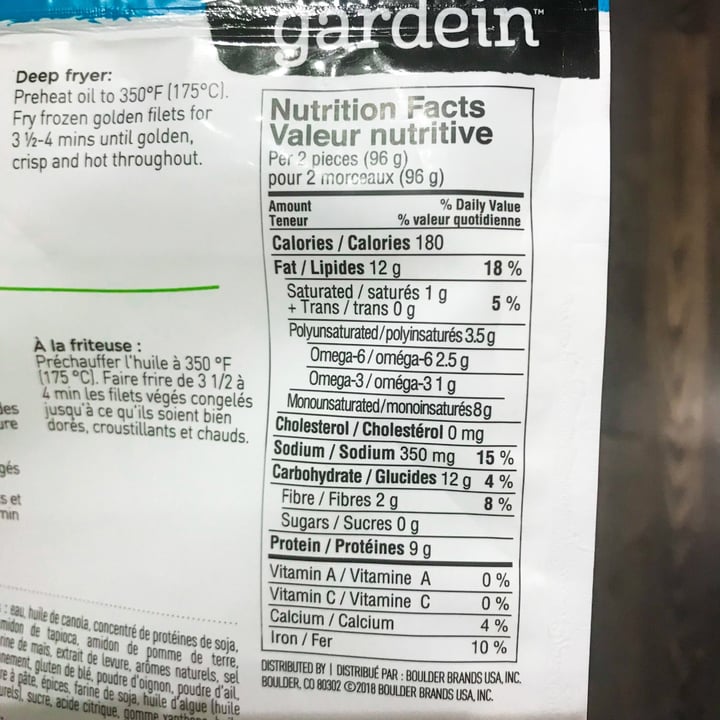 gardein™
Deep fryer:
Preheat oil to 350°F (175°C).
Fry frozen golden filets for
3 ½-4 mins until golden,
crisp and hot throughout.
À la friteuse :
Préchauffer l'huile à 350 °F
(175 °C). Faire frire de 3 1/2 à
4 min les filets végés congelés
jusqu'à ce qu'ils soient bien
dorés, croustillants et chauds.
Nutrition Facts
Valeur nutritive
Per 2 pieces (96 g)
pour 2 morceaux (96 g)
Amount % Daily Value
Teneur % valeur quotidienne
Calories / Calories 180
Fat / Lipides 12 g 18 %
Saturated / saturés 1 g
+ Trans / trans 0 g 5 %
Polyunsaturated / polyinsaturés 3.5 g
Omega-6 / oméga-6 2.5 g
Omega-3 / oméga-3 1 g
Monounsaturated / monoinsaturés 8 g
Cholesterol / Cholestérol 0 mg
Sodium / Sodium 350 mg 15 %
Carbohydrate / Glucides 12 g 4 %
Fibre / Fibres 2 g 8 %
Sugars / Sucres 0 g
Protein / Protéines 9 g
Vitamin A / Vitamine A 0 %
Vitamin C / Vitamine C 0 %
Calcium / Calcium 4 %
Iron / Fer 10 %
DISTRIBUTED BY | DISTRIBUÉ PAR : BOULDER BRANDS USA, INC.
BOULDER, CO 80302 ©2018 BOULDER BRANDS USA, INC.
: eau, huile de canola, concentré de protéines de soja,
de tapioca, amidon de pomme de terre,
de maïs, extrait de levure, arômes naturels, sel
gluten de blé, poudre d'oignon, poudre d'ail,
à pâte, épices, farine de soja, huile d'algue (huile
sucre, acide citrique, gomme